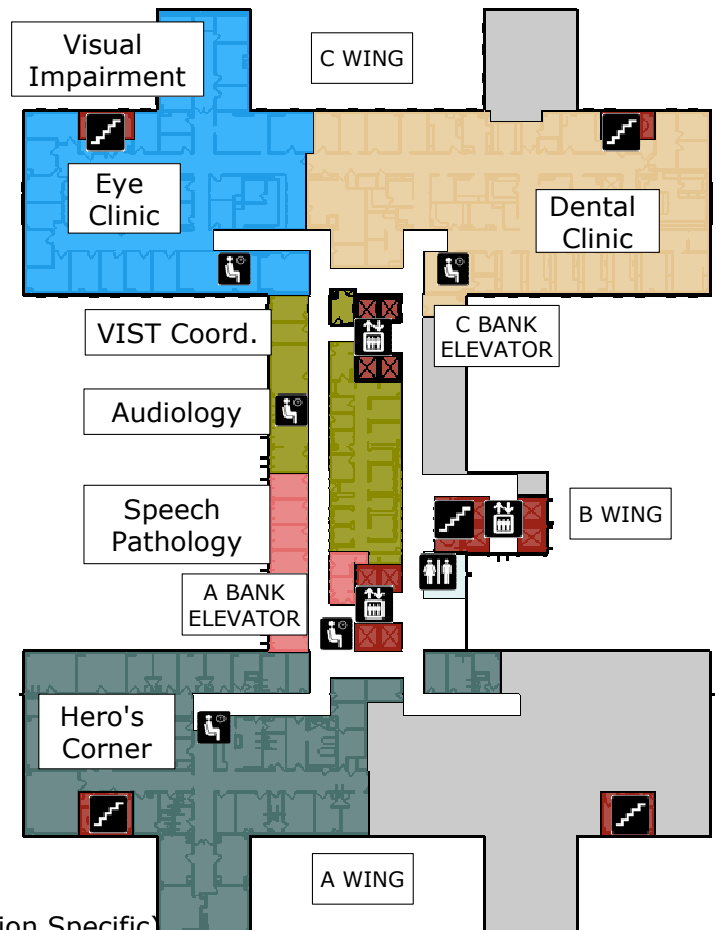 Visual
Impairment
C WING
Eye
Clinic
Dental
Clinic
VIST Coord.
C BANK
ELEVATOR
Audiology
Speech
Pathology
B WING
A BANK
ELEVATOR
Hero's
Corner
A WING
Specific)